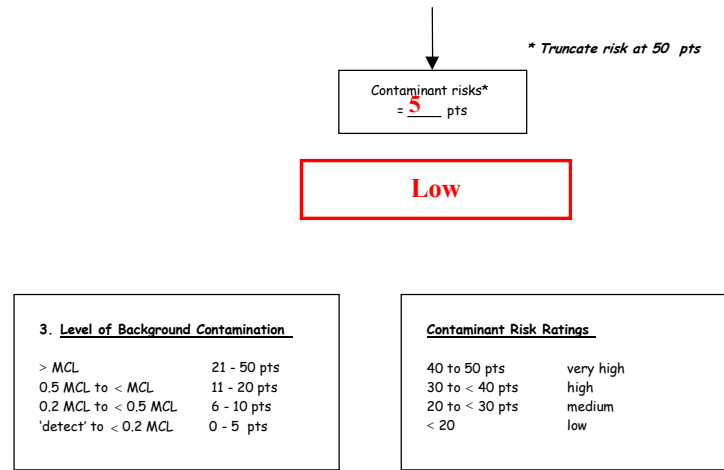 * Truncate risk at 50 pts
Contaminant risks*
= 5 pts
Low
3. Level of Background Contamination
> MCL 21 - 50 pts
0.5 MCL to < MCL 11 - 20 pts
0.2 MCL to < 0.5 MCL 6 - 10 pts
'detect' to < 0.2 MCL 0 - 5 pts
Contaminant Risk Ratings
40 to 50 pts very high
30 to < 40 pts high
20 to < 30 pts medium
< 20 low